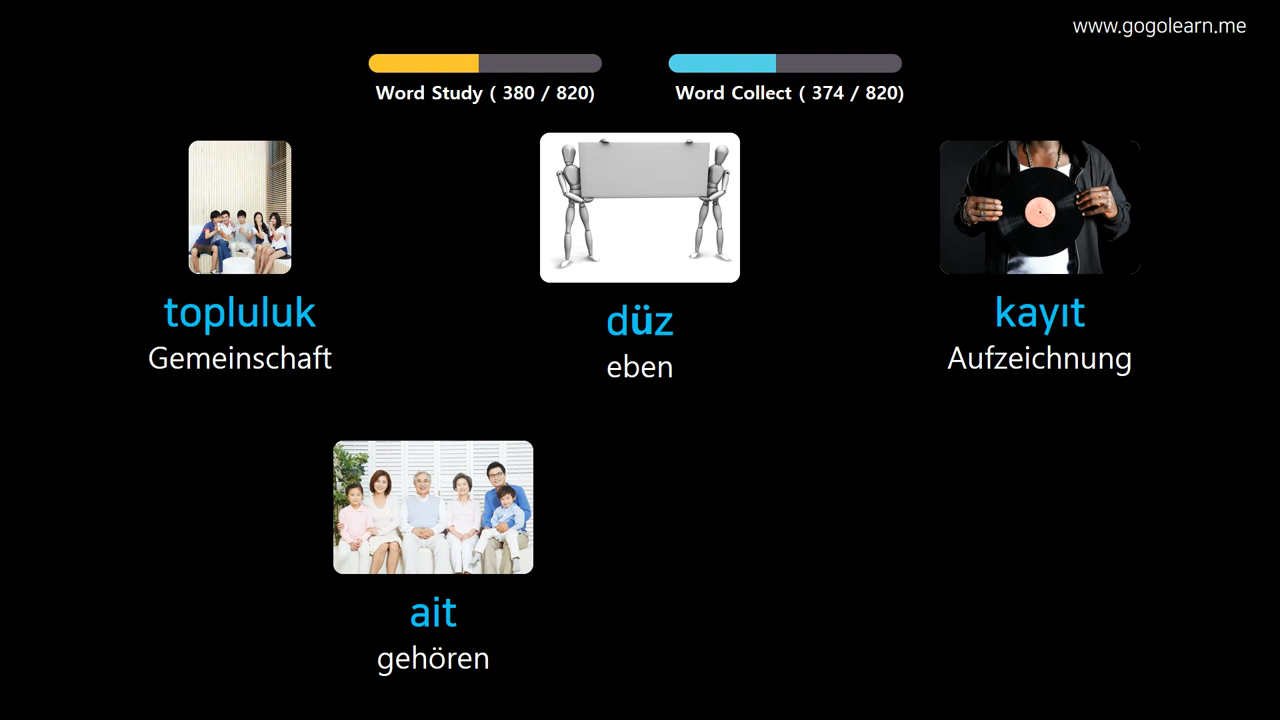 www.gogolearn.me
Word Study ( 380 / 820)
Word Collect ( 374 / 820)
topluluk
Gemeinschaft
düz
eben
kayıt
Aufzeichnung
ait
gehören